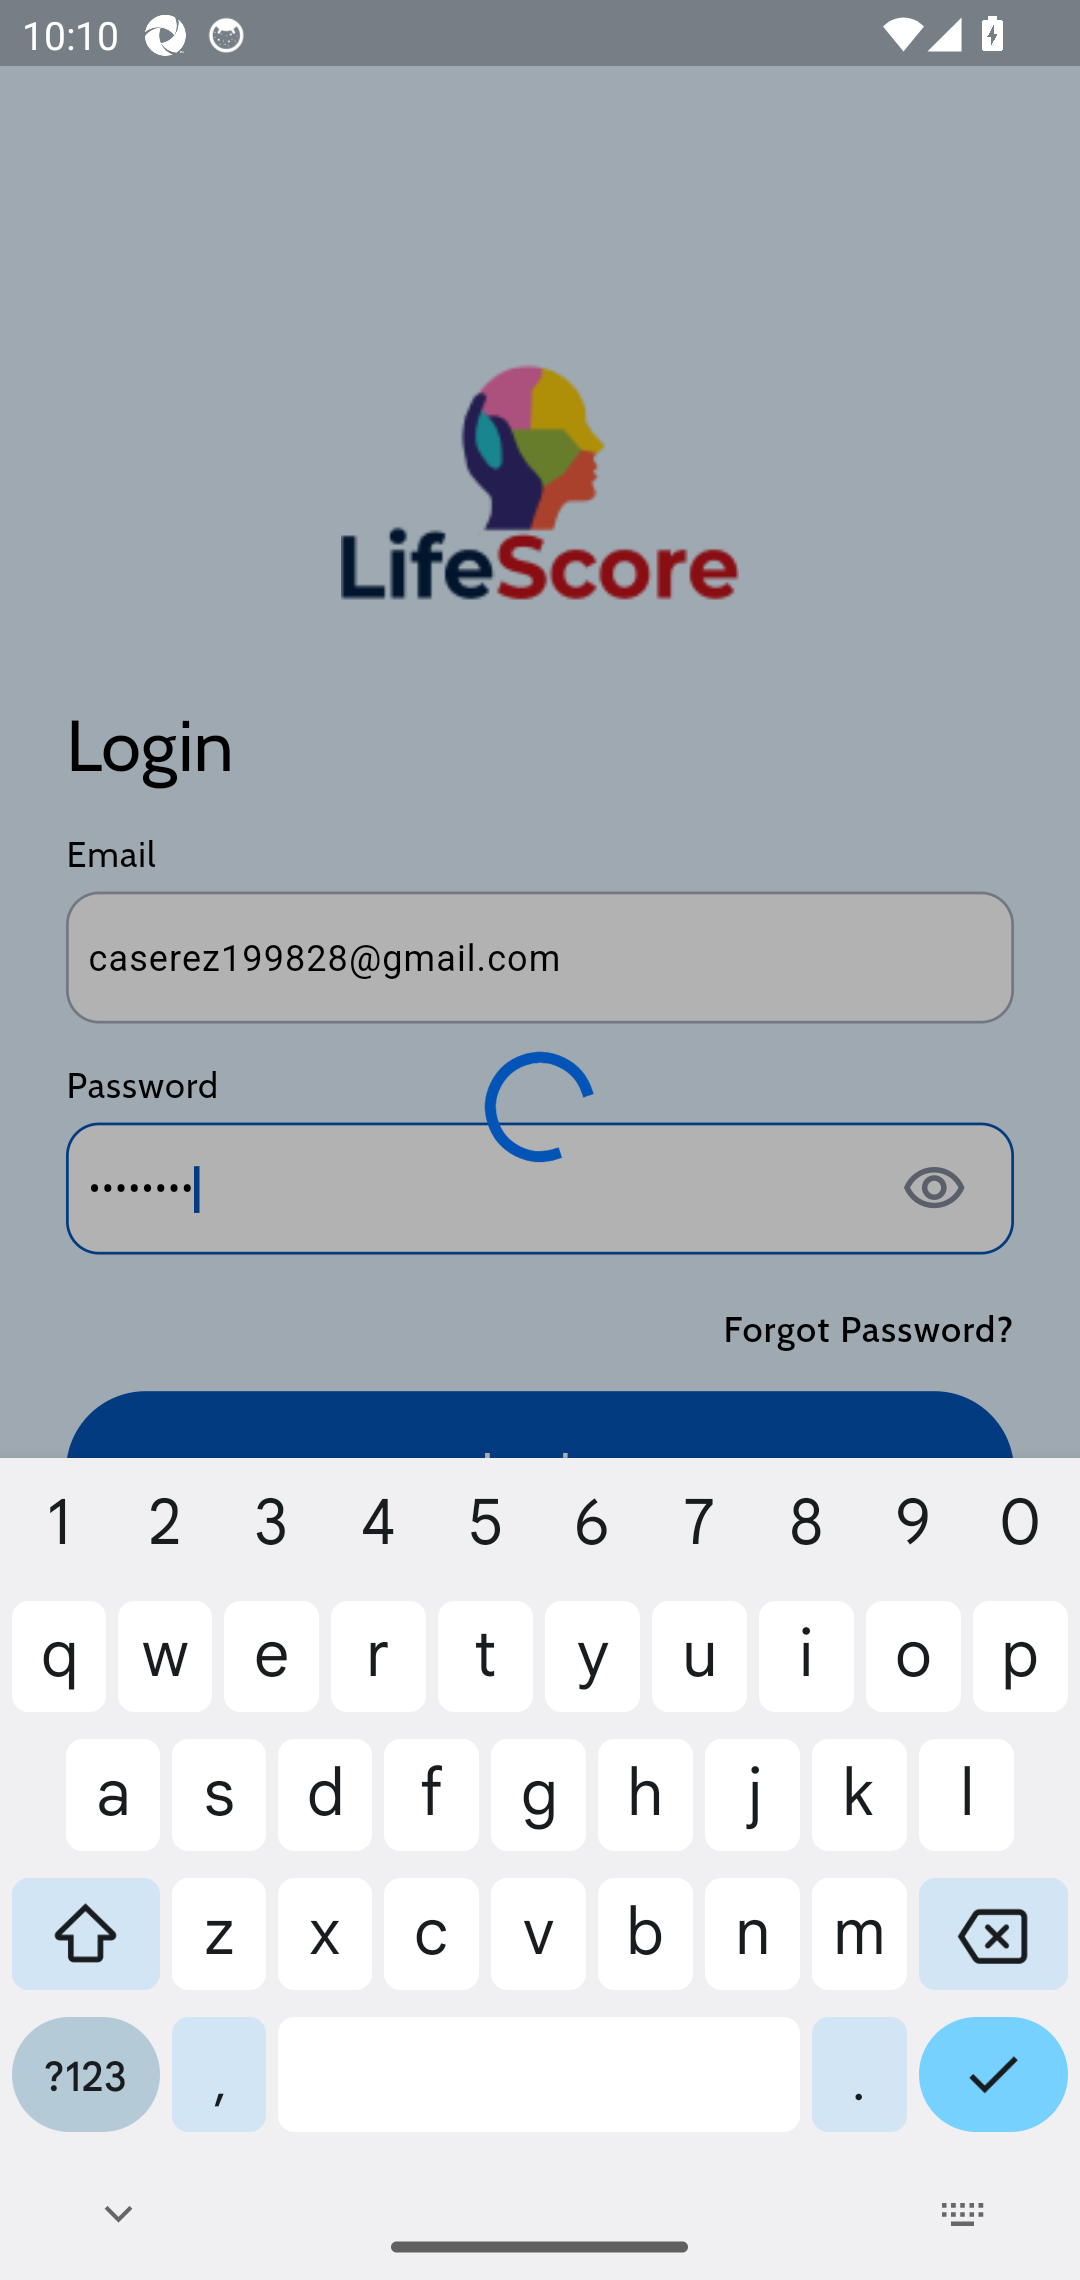 10:10
LifeScore
Login
Email
caserez199828@gmail.com
Password
••••••••
Forgot Password?
1 2 3 4 5 6 7 8 9 0
q w e r t y u i o p
a s d f g h j k l
z x c v b n m
?123 , .